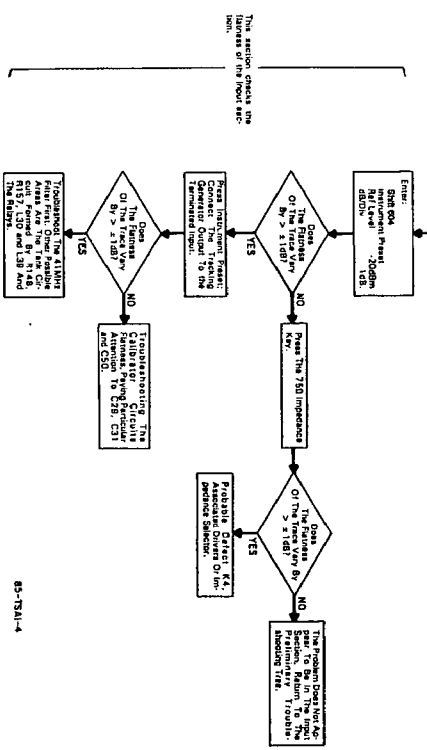 This section checks the
flatness of the input sec-
tion.
Enter:
Shift 604
Instrument Preset
Ref Level -20dBm
dB/Div 1dB.
Does
The Flatness
Of The Trace Vary
By > ± 1dB?
NO
YES
Press The 75Ω Impedance
Key.
Does
The Flatness
Of The Trace Vary By
> ± 1dB?
NO
YES
The Problem Does Not Ap-
pear To Be In The Input
Section, Return To The
Preliminary Trouble-
shooting Tree.
Probable Defect K4,
Associated Drivers Or Im-
pedance Selector.
Press Instrument Preset;
Connect The Tracking
Generator Output To the
Terminated Input.
Does
The Flatness
Of The Trace Vary
By > ± 1dB?
NO
YES
Troubleshooting The
Calibrator Circuits
Flatness, Paying Particular
Attention To C28, C31
and C50.
Troubleshoot The 41MHz
Filter First. Other Possible
Areas Are The Tank Cir-
cuit Formed By R148,
R157, L30 and L38 And
The Relays.
85-TSAI-4